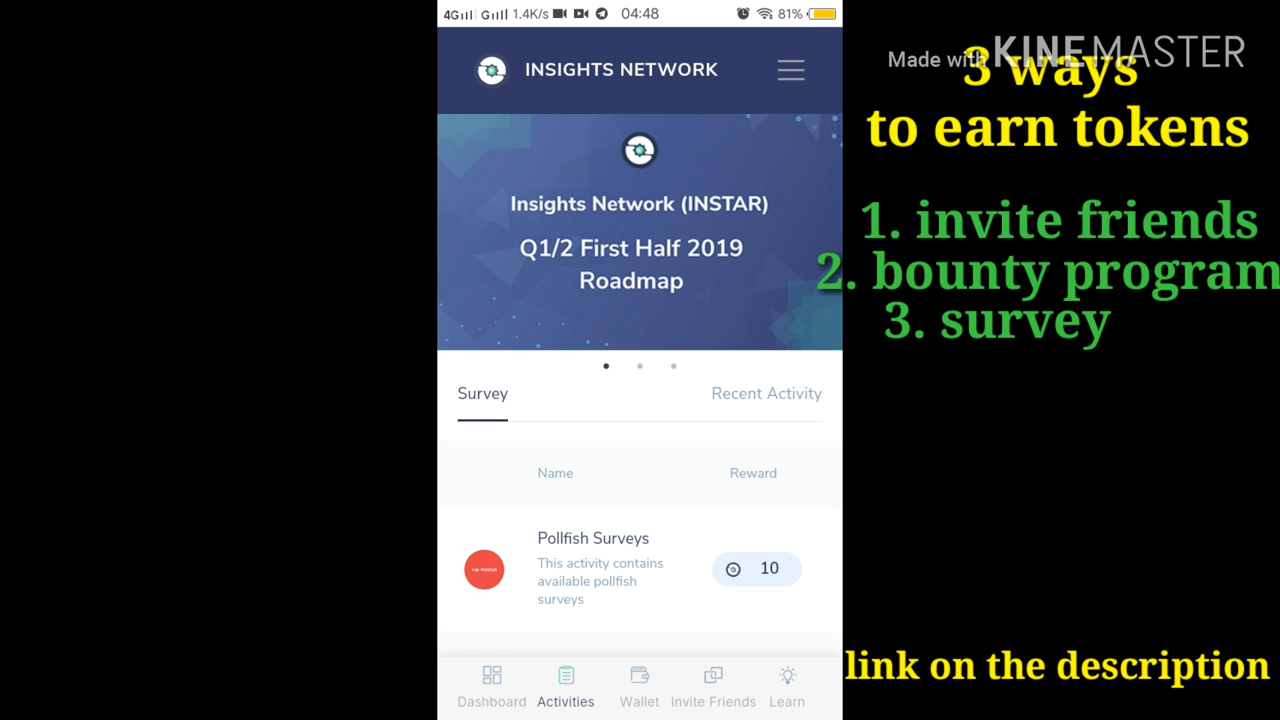 4G G 1.4K/s 04:48 81%
INSIGHTS NETWORK
Insights Network (INSTAR)
Q1/2 First Half 2019
Roadmap
Survey Recent Activity
Name Reward
Pollfish Surveys
This activity contains
available pollfish
surveys
10
Dashboard Activities Wallet Invite Friends Learn
Made with KINEMASTER
3 ways
to earn tokens
1. invite friends
2. bounty program
3. survey
link on the description